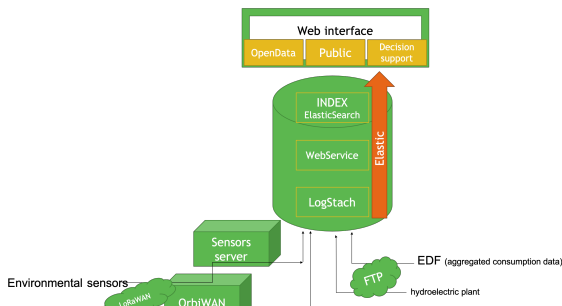 Web interface
OpenData
Public
Decision
support
INDEX
ElasticSearch
WebService
LogStach
Elastic
Sensors
server
EDF (aggregated consumption data)
FTP
hydroelectric plant
Environmental sensors
LoRaWAN
OrbiWAN